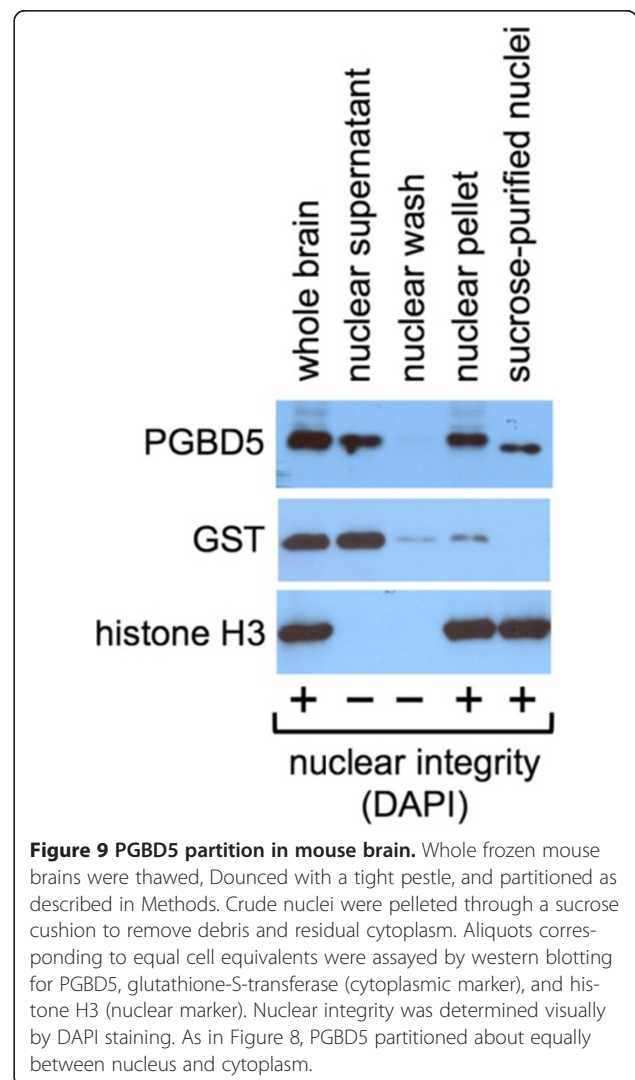 whole brain
nuclear supernatant
nuclear wash
nuclear pellet
sucrose-purified nuclei
PGBD5
GST
histone H3
+ − − + +
nuclear integrity
(DAPI)
Figure 9 PGBD5 partition in mouse brain. Whole frozen mouse
brains were thawed, Dounced with a tight pestle, and partitioned as
described in Methods. Crude nuclei were pelleted through a sucrose
cushion to remove debris and residual cytoplasm. Aliquots corres-
ponding to equal cell equivalents were assayed by western blotting
for PGBD5, glutathione-S-transferase (cytoplasmic marker), and his-
tone H3 (nuclear marker). Nuclear integrity was determined visually
by DAPI staining. As in Figure 8, PGBD5 partitioned about equally
between nucleus and cytoplasm.